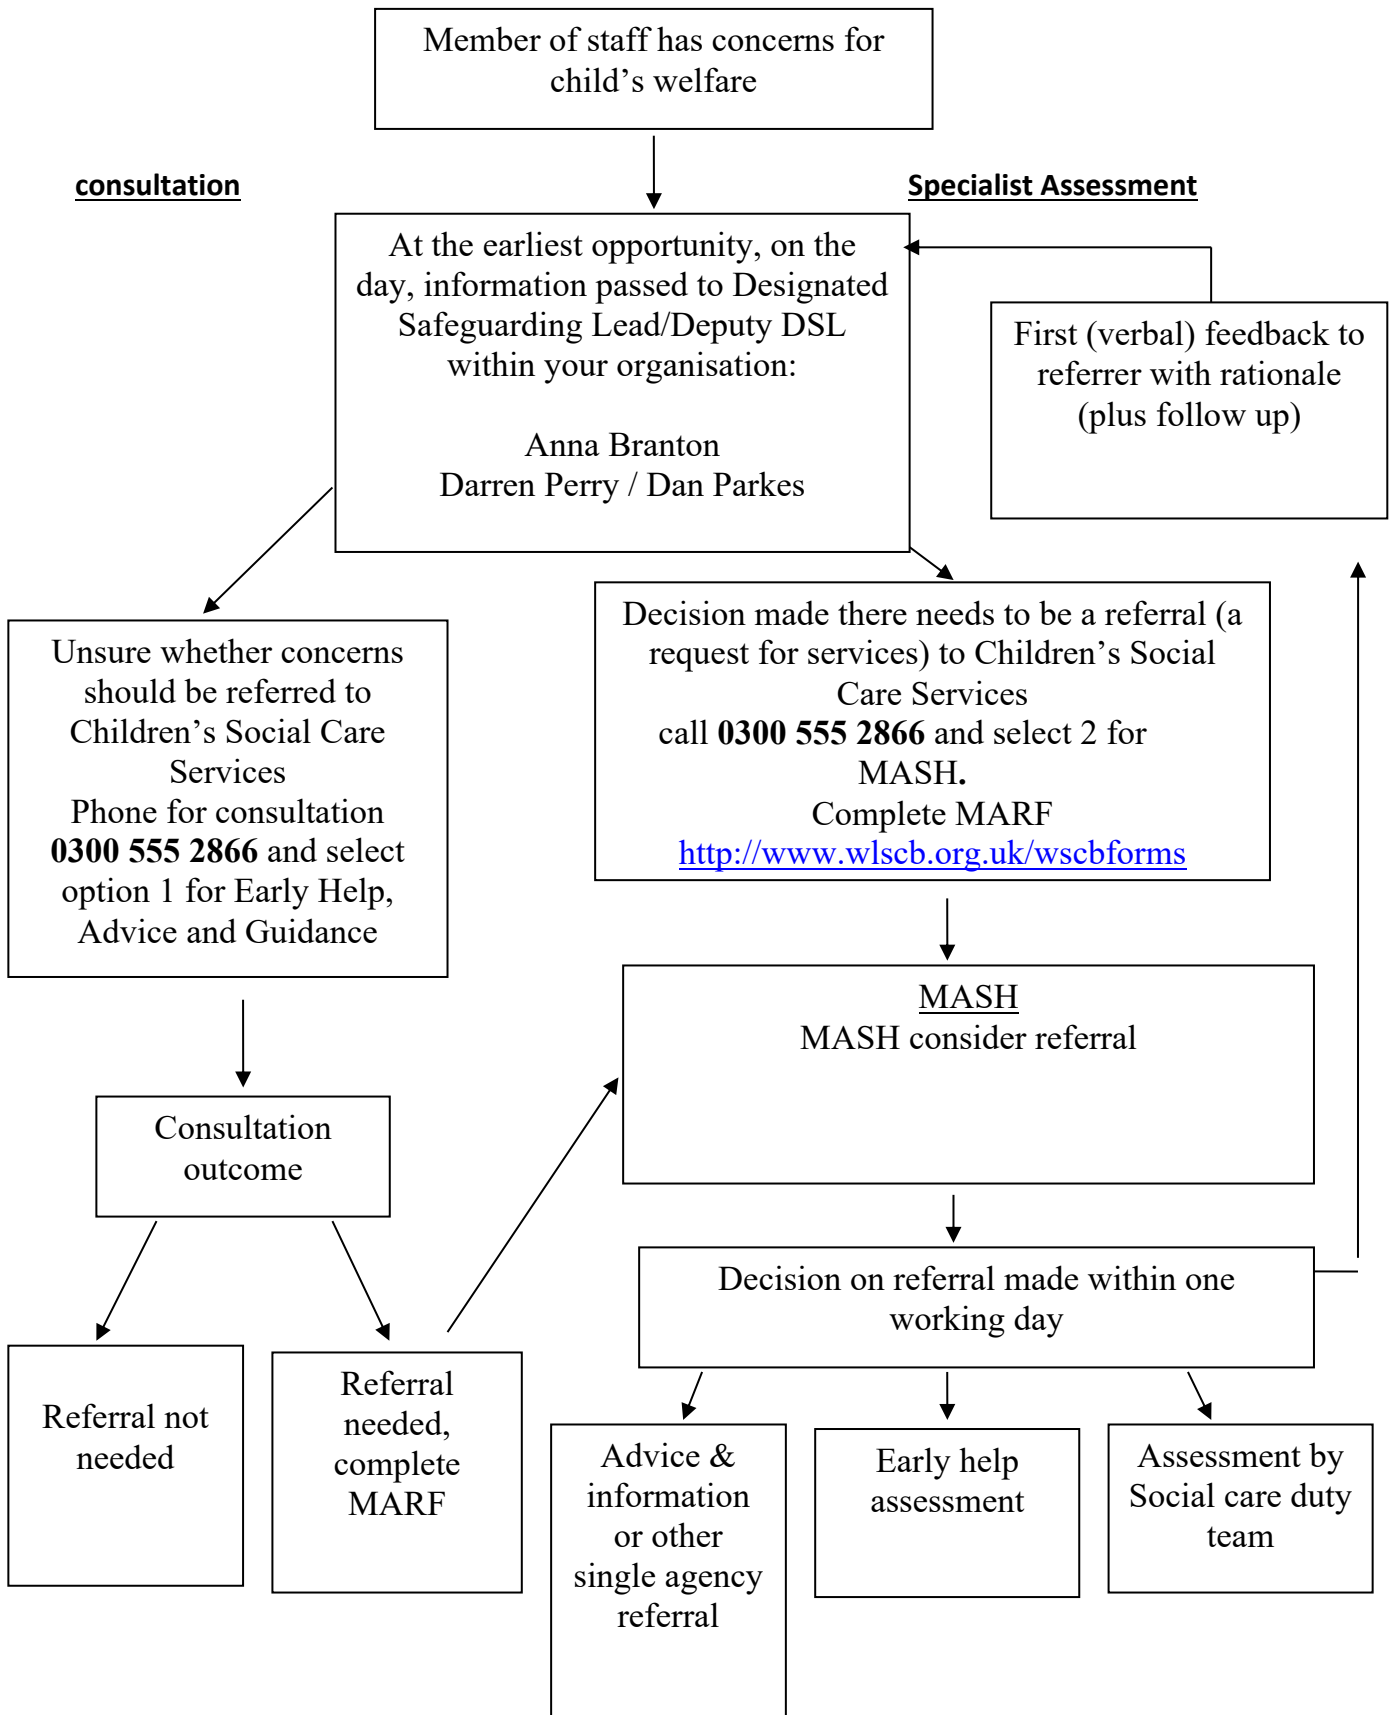 Member of staff has concerns for
child’s welfare
consultation
Specialist Assessment
At the earliest opportunity, on the
day, information passed to Designated
Safeguarding Lead/Deputy DSL
within your organisation:
Anna Branton
Darren Perry / Dan Parkes
First (verbal) feedback to
referrer with rationale
(plus follow up)
Unsure whether concerns
should be referred to
Children’s Social Care
Services
Phone for consultation
0300 555 2866 and select
option 1 for Early Help,
Advice and Guidance
Decision made there needs to be a referral (a
request for services) to Children’s Social
Care Services
call 0300 555 2866 and select 2 for
MASH.
Complete MARF
http://www.wlscb.org.uk/wscbforms
MASH
MASH consider referral
Consultation
outcome
Decision on referral made within one
working day
Referral not
needed
Referral
needed,
complete
MARF
Advice &
information
or other
single agency
referral
Early help
assessment
Assessment by
Social care duty
team